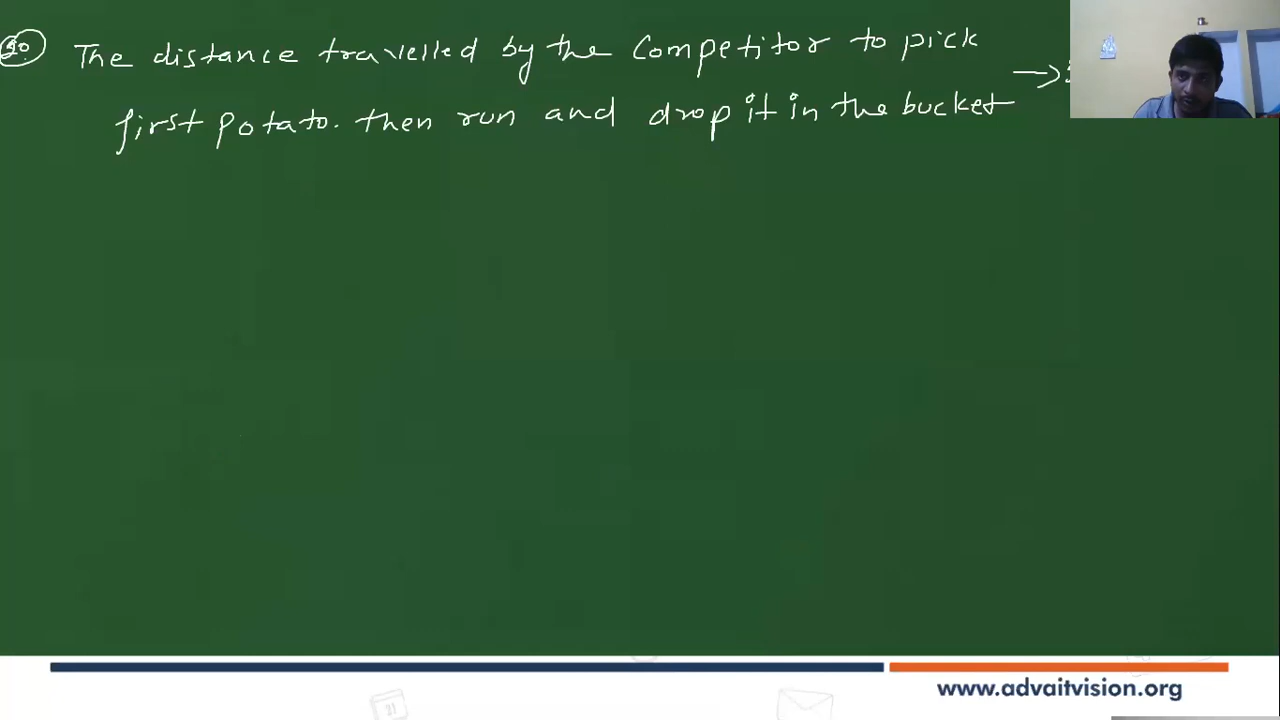 20 The distance travelled by the Competitor to pick
first potato. then run and drop it in the bucket →
www.advaitvision.org